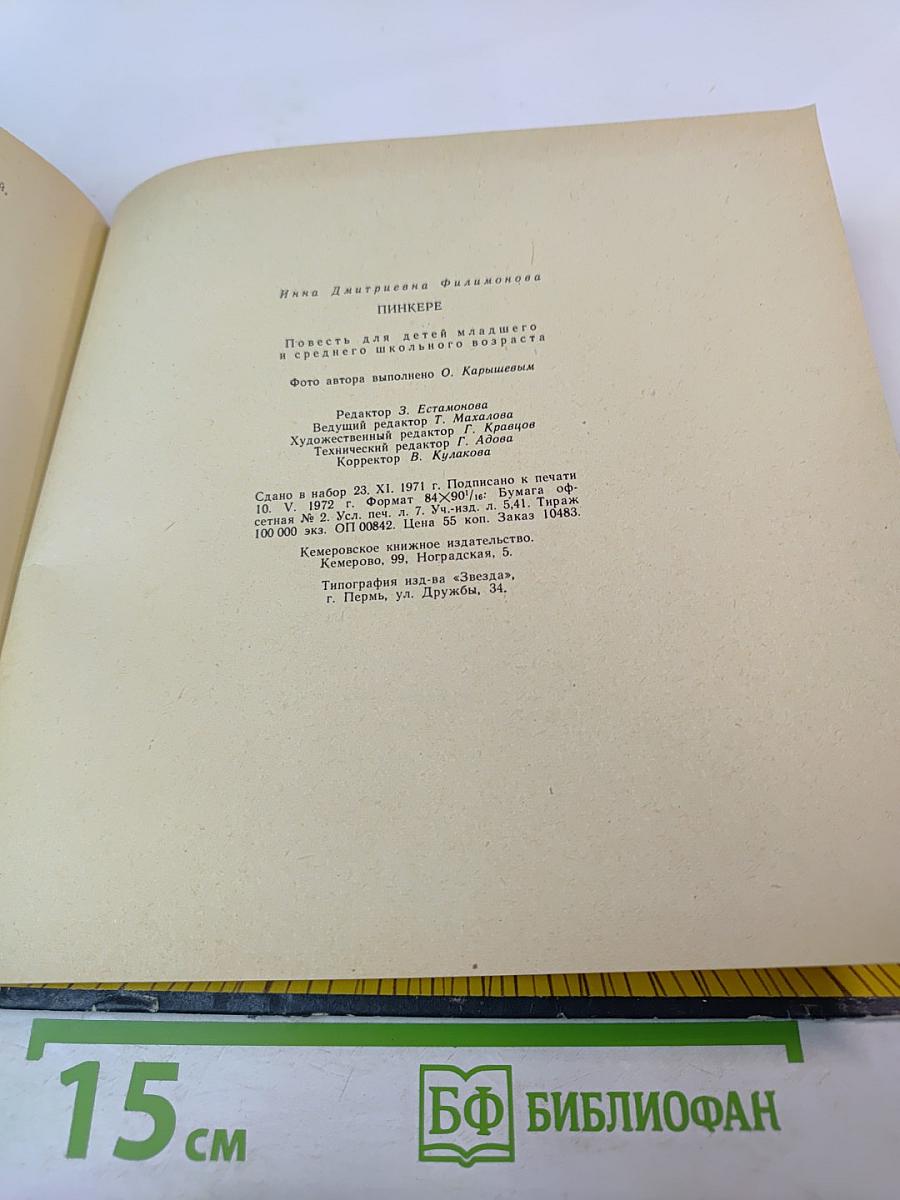 Инна Дмитриевна Филимонова
ПИНКЕРЕ
Повесть для детей младшего
и среднего школьного возраста
Фото автора выполнено О. Карышевым
Редактор З. Естамонова
Ведущий редактор Т. Махалова
Художественный редактор Г. Кравцов
Технический редактор Г. Адова
Корректор В. Кулакова
Сдано в набор 23. XI. 1971 г. Подписано к печати
10. V. 1972 г. Формат 84×90¹/₁₆. Бумага оф-
сетная № 2. Усл. печ. л. 7. Уч.-изд. л. 5,41. Тираж
100 000 экз. ОП 00842. Цена 55 коп. Заказ 10483.
Кемеровское книжное издательство.
Кемерово, 99, Ноградская, 5.
Типография изд-ва «Звезда»,
г. Пермь, ул. Дружбы, 34.
15 см
БФ БИБЛИОФАН